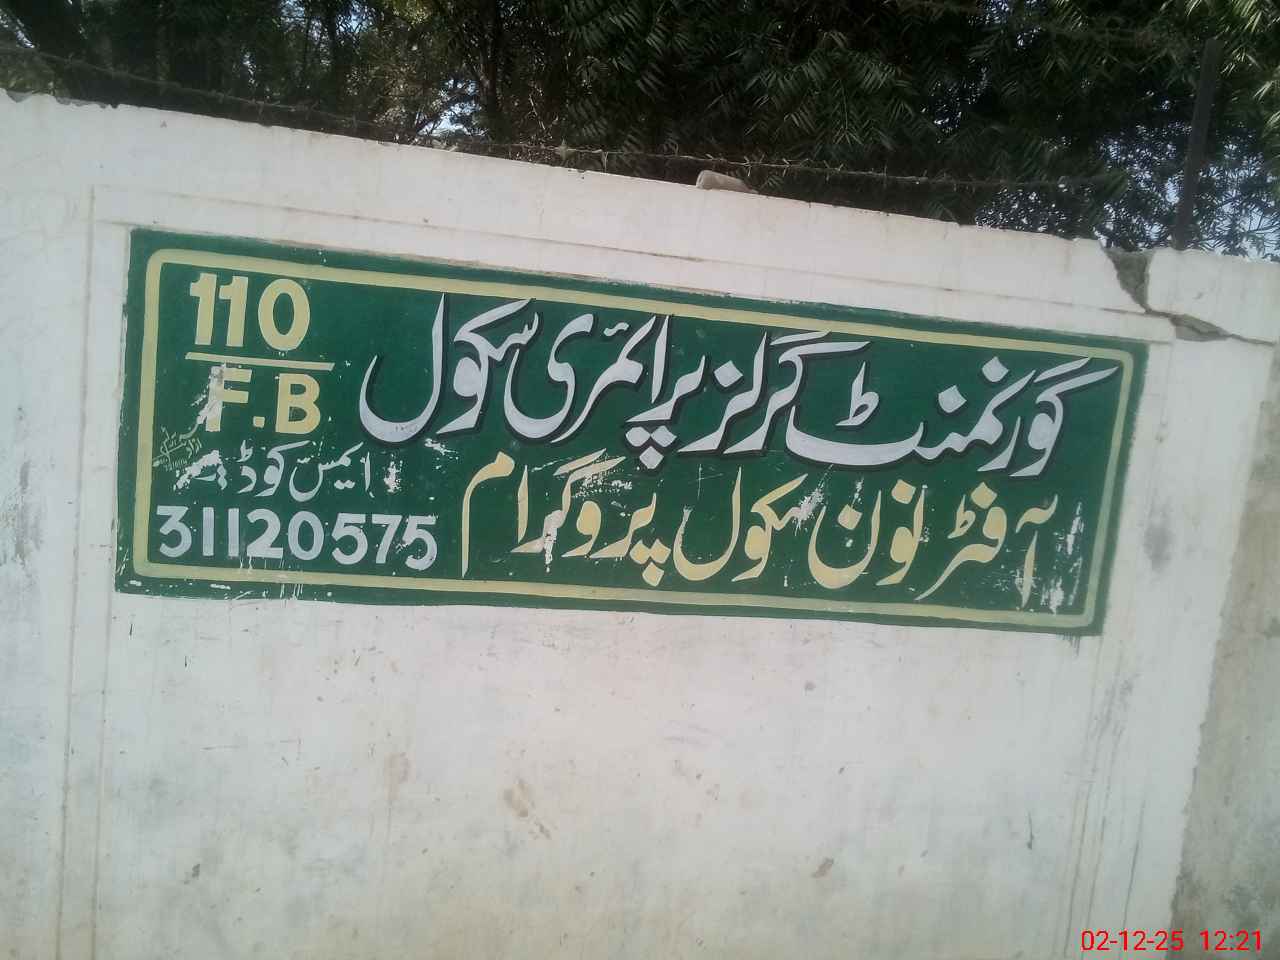 گورنمنٹ گرلز پرائمری سکول
110
F.B
آفٹر نون سکول پروگرام
ایمس کوڈ
31120575
02-12-25 12:21